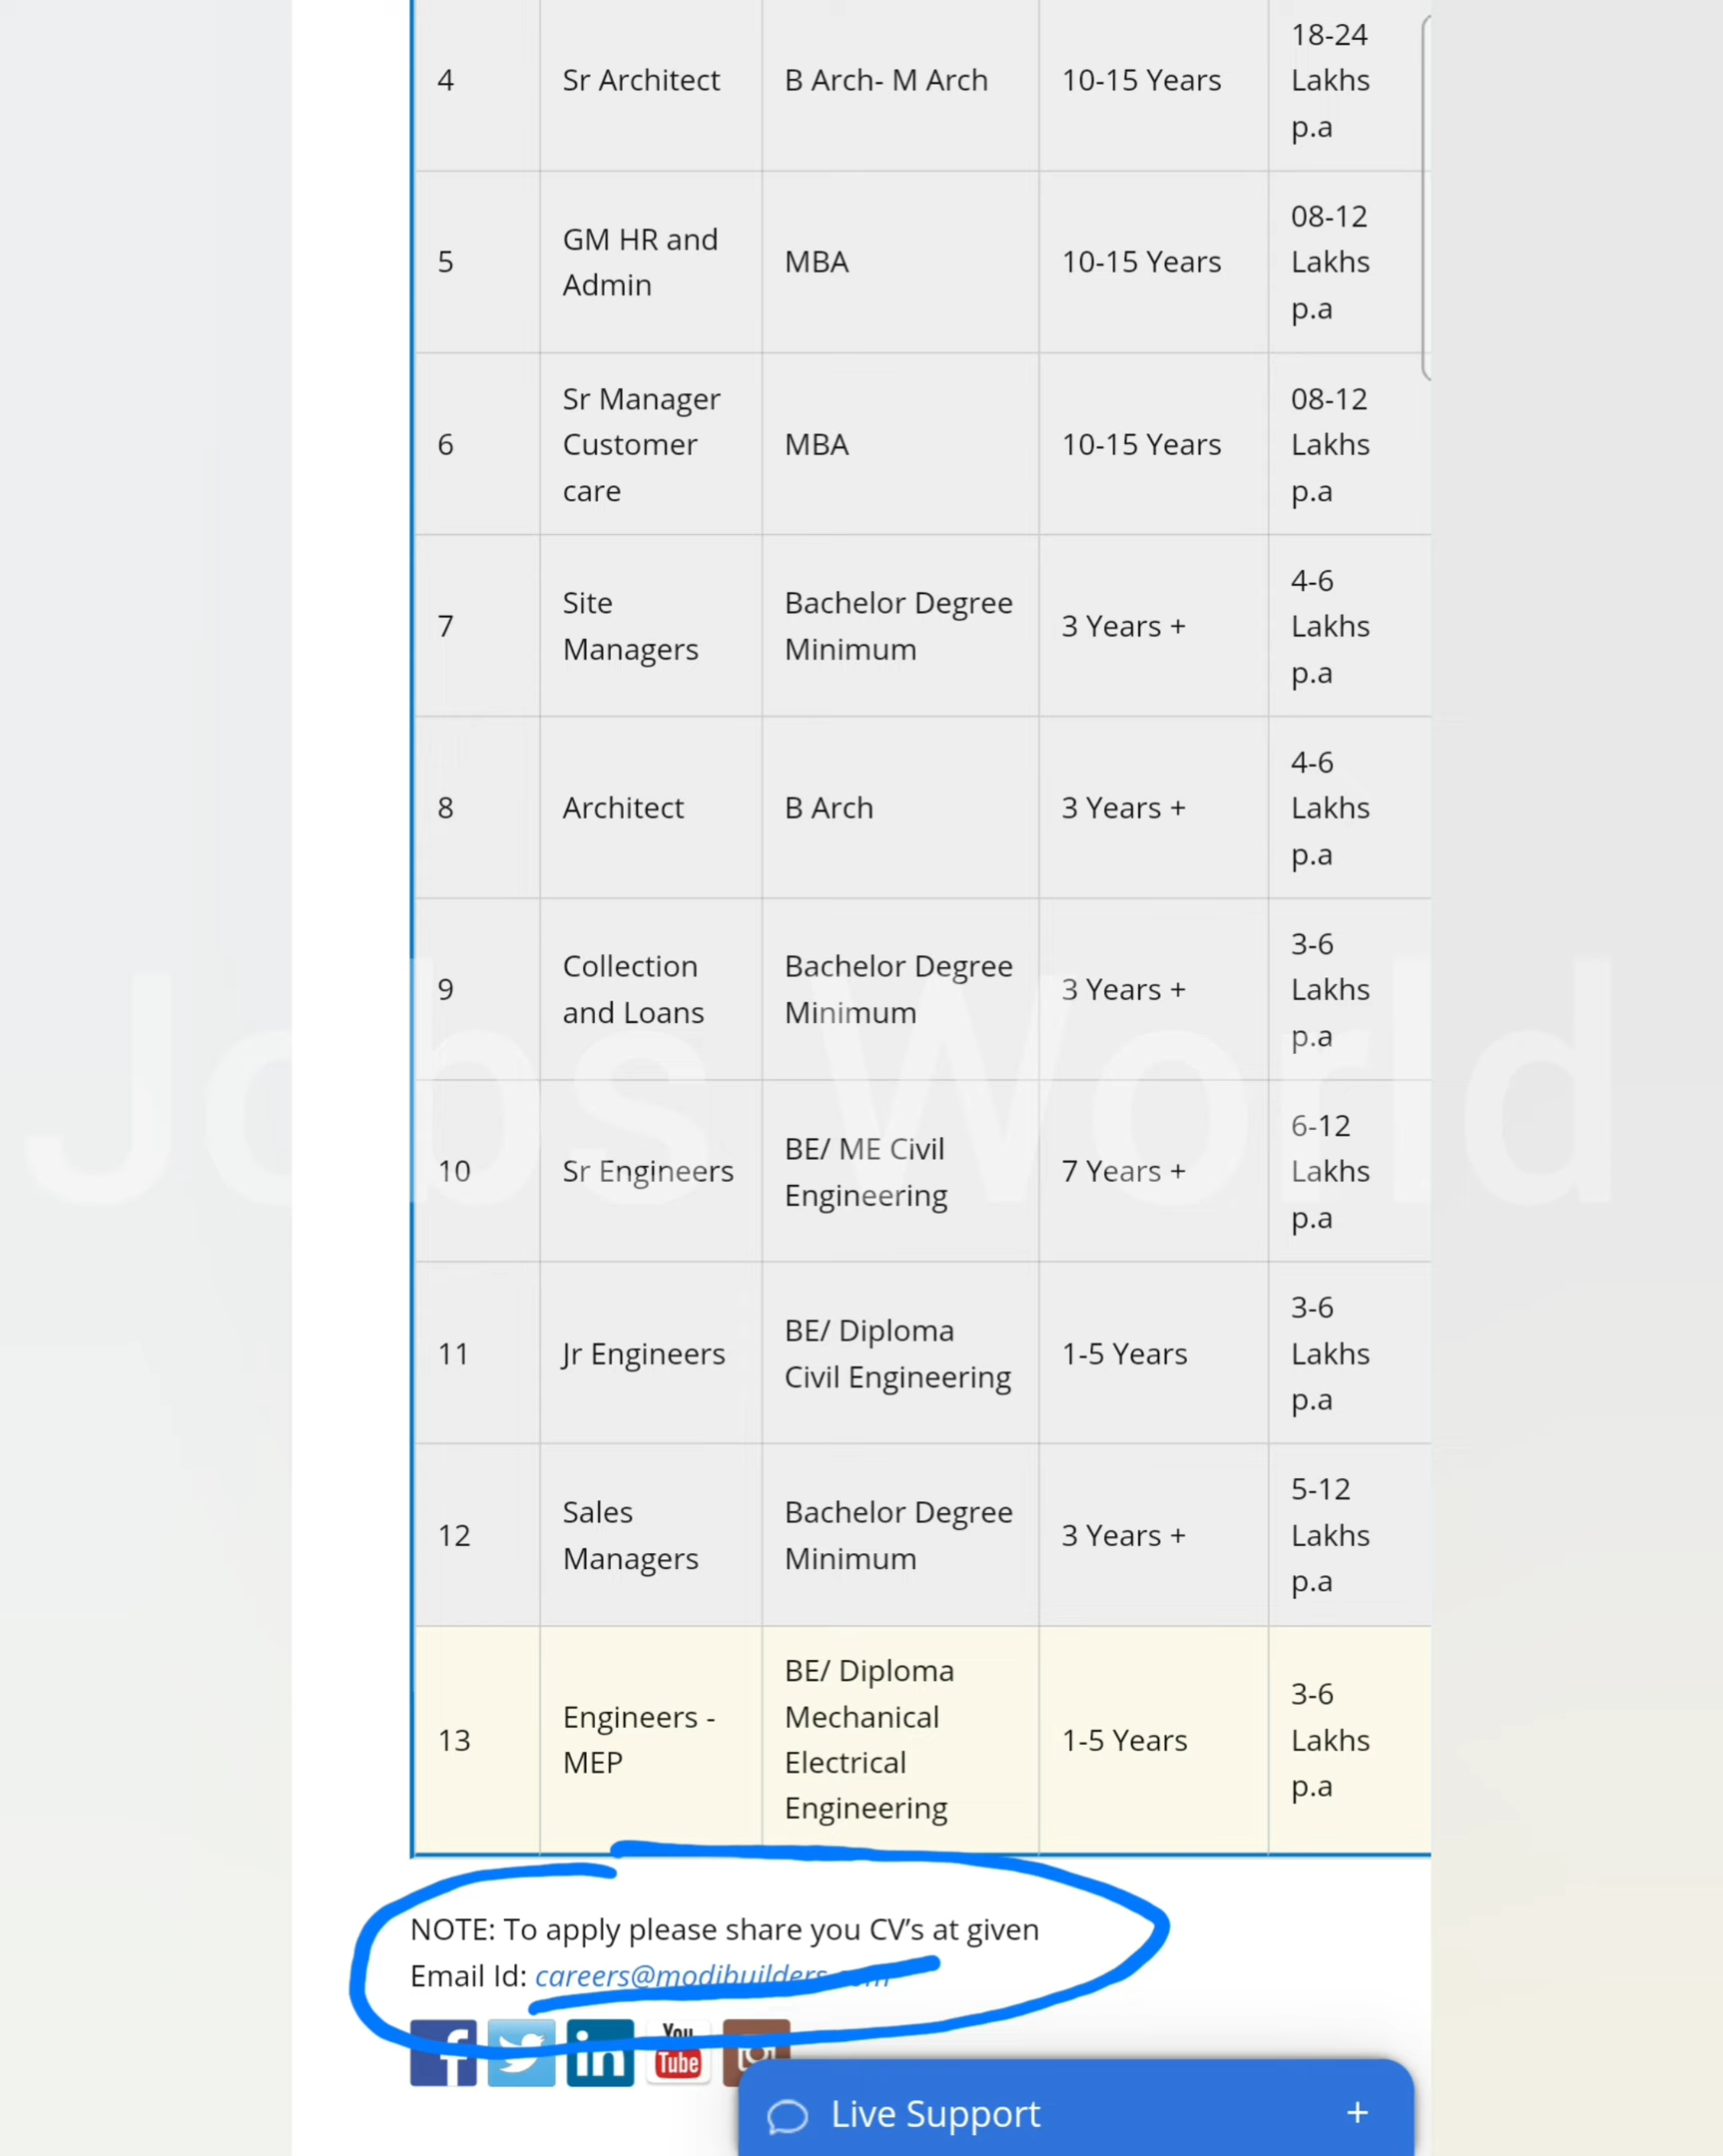 18-24
4 Sr Architect B Arch- M Arch 10-15 Years Lakhs
p.a
08-12
GM HR and
5 MBA 10-15 Years Lakhs
Admin
p.a
Sr Manager 08-12
6 Customer MBA 10-15 Years Lakhs
care p.a
4-6
Site Bachelor Degree
7 3 Years + Lakhs
Managers Minimum
p.a
4-6
8 Architect B Arch 3 Years + Lakhs
p.a
3-6
Collection Bachelor Degree
9 3 Years + Lakhs
and Loans Minimum
p.a
Jobs World
6-12
BE/ ME Civil
10 Sr Engineers 7 Years + Lakhs
Engineering
p.a
3-6
BE/ Diploma
11 Jr Engineers 1-5 Years Lakhs
Civil Engineering
p.a
5-12
Sales Bachelor Degree
12 3 Years + Lakhs
Managers Minimum
p.a
BE/ Diploma
3-6
Engineers - Mechanical
13 1-5 Years Lakhs
MEP Electrical
p.a
Engineering
NOTE: To apply please share you CV's at given
Email Id: careers@modibuilders.com
f in You Tube
Live Support +